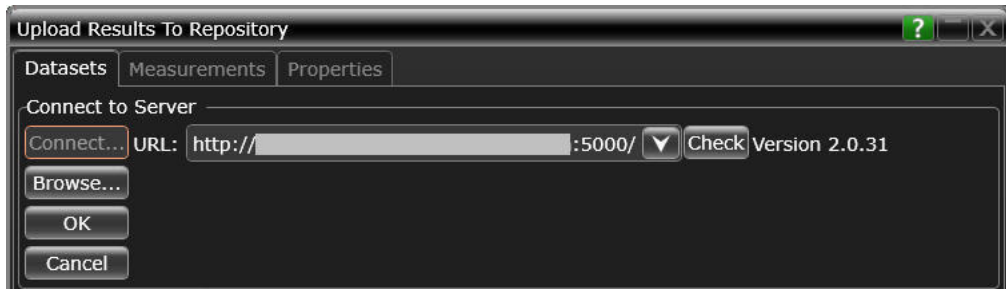 Upload Results To Repository ?
Datasets Measurements Properties
Connect to Server
Connect... URL: http:// :5000/ Check Version 2.0.31
Browse...
OK
Cancel